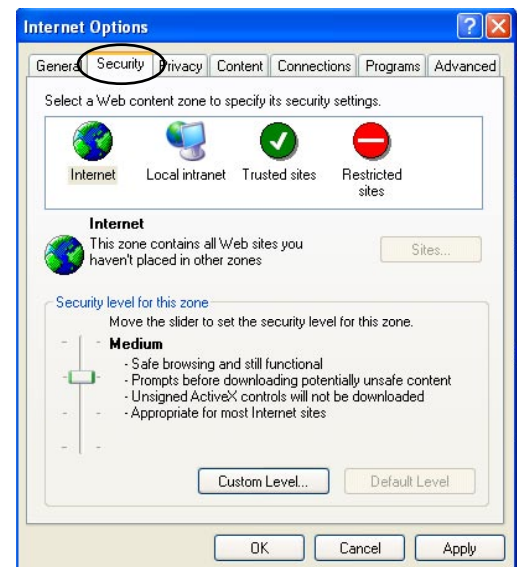 Internet Options
General Security Privacy Content Connections Programs Advanced
Select a Web content zone to specify its security settings.
Internet Local intranet Trusted sites Restricted sites
Internet
This zone contains all Web sites you
haven't placed in other zones
Sites...
Security level for this zone
Move the slider to set the security level for this zone.
Medium
- Safe browsing and still functional
- Prompts before downloading potentially unsafe content
- Unsigned ActiveX controls will not be downloaded
- Appropriate for most Internet sites
Custom Level... Default Level
OK Cancel Apply